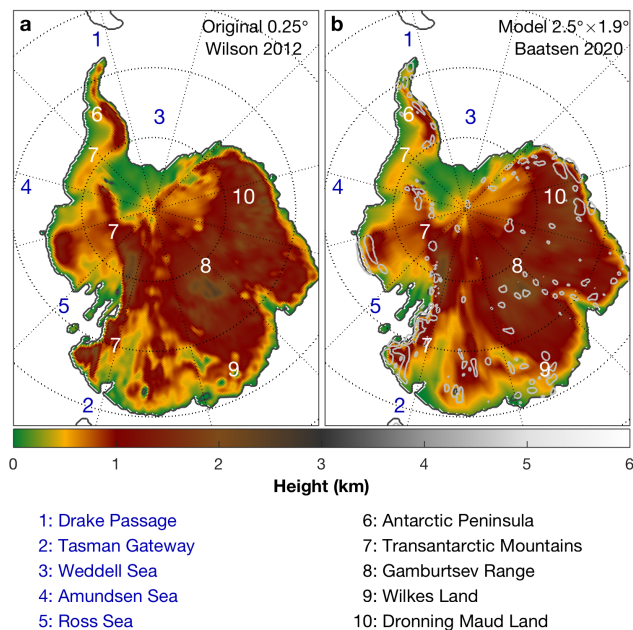 a
Original 0.25°
Wilson 2012
1
3
6
7
4
10
7
8
5
7
9
2
b
Model 2.5°×1.9°
Baatsen 2020
1
3
6
7
4
10
7
8
5
7
9
2
0 1 2 3 4 5 6
Height (km)
1: Drake Passage
2: Tasman Gateway
3: Weddell Sea
4: Amundsen Sea
5: Ross Sea
6: Antarctic Peninsula
7: Transantarctic Mountains
8: Gamburtsev Range
9: Wilkes Land
10: Dronning Maud Land